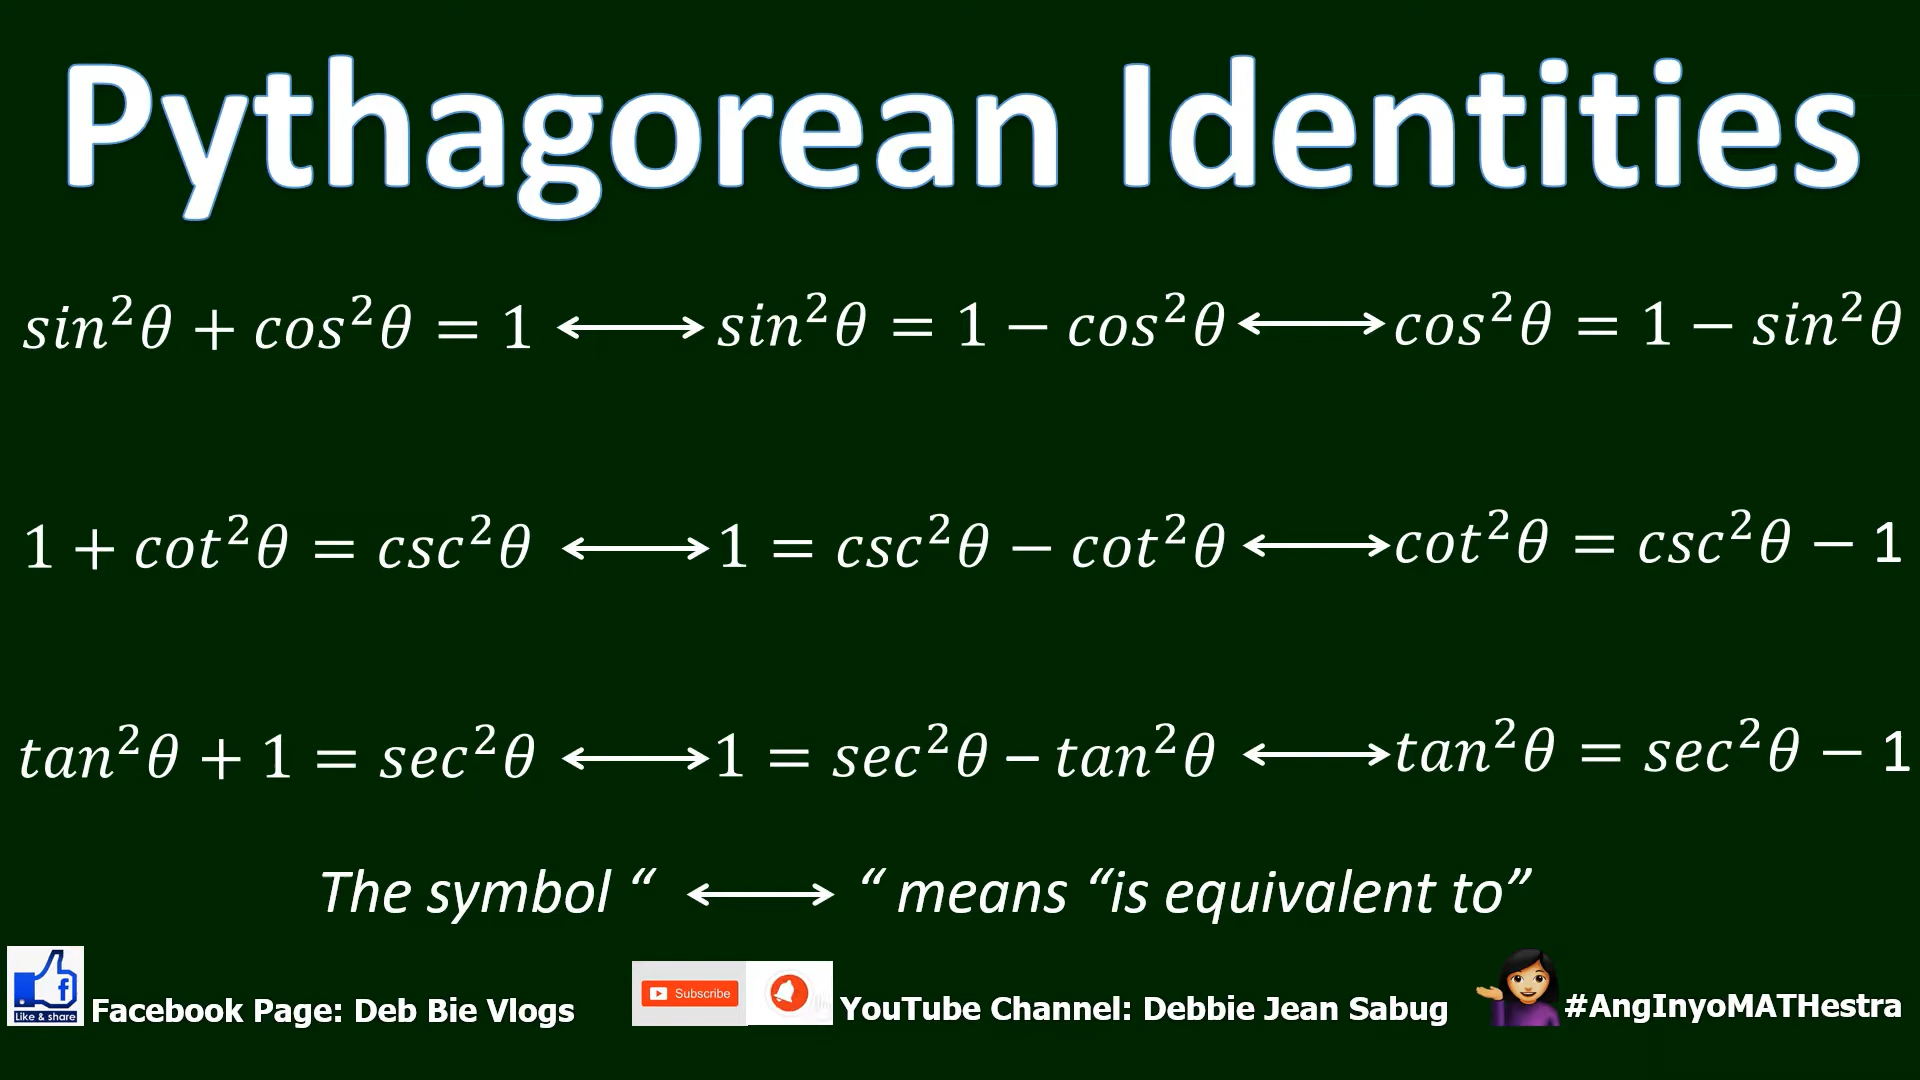 Pythagorean Identities
sin²θ + cos²θ = 1 ⟷ sin²θ = 1 − cos²θ ⟷ cos²θ = 1 − sin²θ
1 + cot²θ = csc²θ ⟷ 1 = csc²θ − cot²θ ⟷ cot²θ = csc²θ − 1
tan²θ + 1 = sec²θ ⟷ 1 = sec²θ − tan²θ ⟷ tan²θ = sec²θ − 1
The symbol “ ⟷ “ means “is equivalent to”
f
Like & share
Facebook Page: Deb Bie Vlogs
Subscribe
YouTube Channel: Debbie Jean Sabug
#AngInyoMATHestra